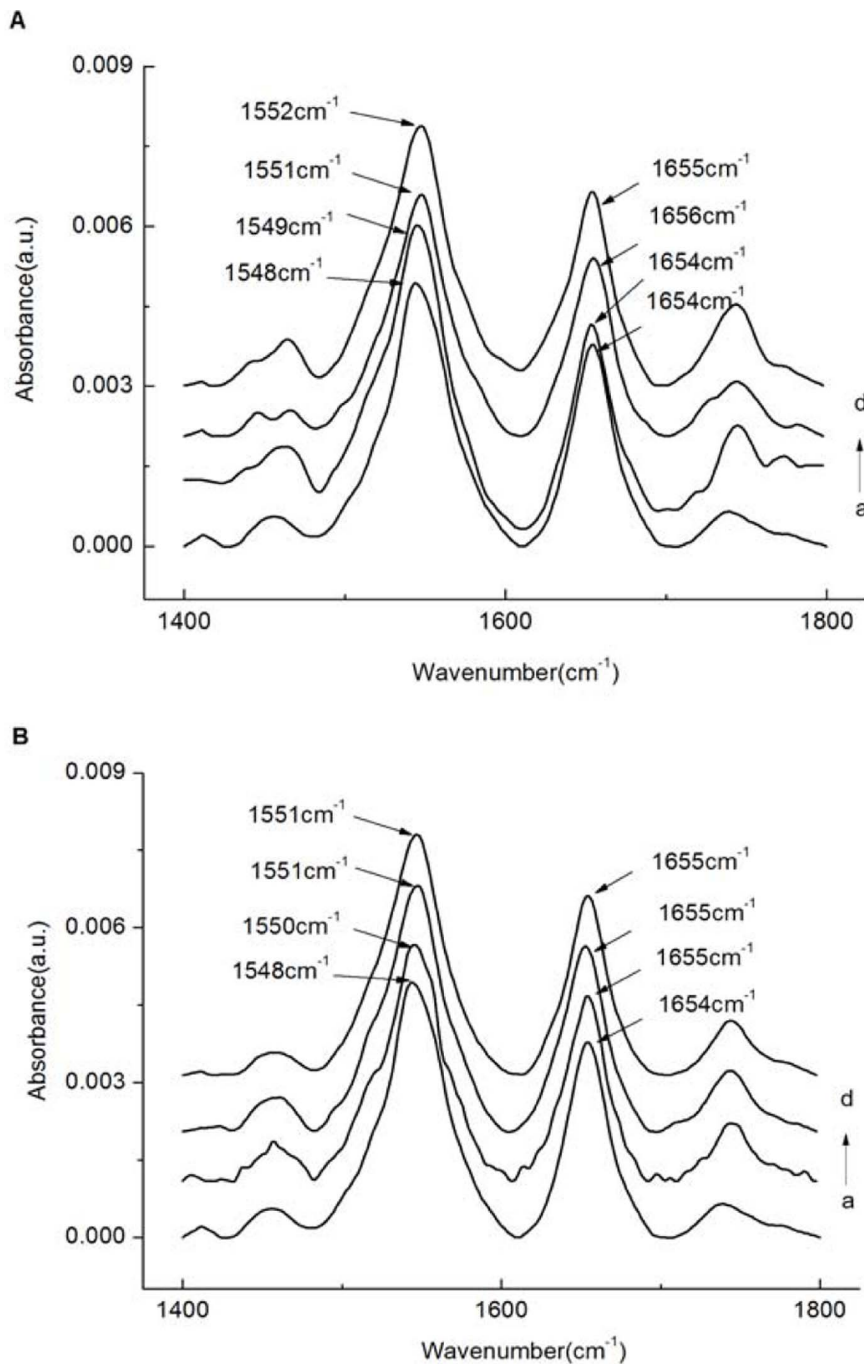 A
0.009
1552cm⁻¹
1551cm⁻¹
1655cm⁻¹
0.006
1549cm⁻¹
1656cm⁻¹
1548cm⁻¹
1654cm⁻¹
1654cm⁻¹
Absorbance(a.u.)
0.003
d
a
0.000
1400
1600
1800
Wavenumber(cm⁻¹)
B
0.009
1551cm⁻¹
1551cm⁻¹
1655cm⁻¹
0.006
1550cm⁻¹
1655cm⁻¹
1548cm⁻¹
1655cm⁻¹
1654cm⁻¹
Absorbance(a.u.)
0.003
d
a
0.000
1400
1600
1800
Wavenumber(cm⁻¹)